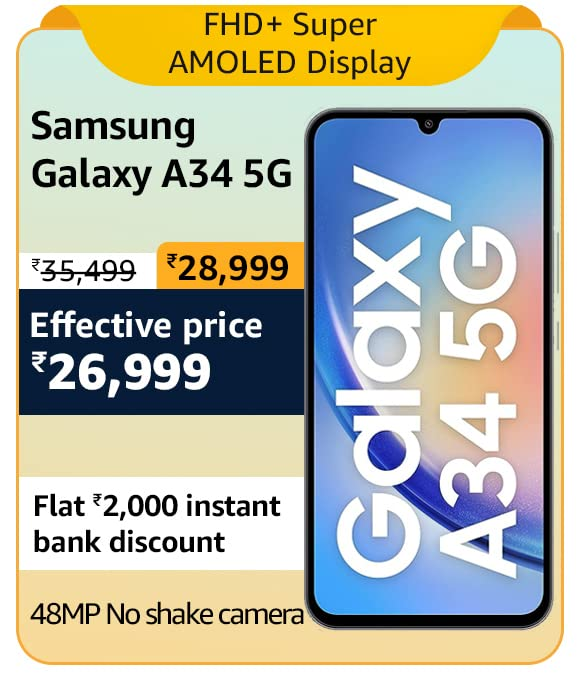 FHD+ Super
AMOLED Display
Samsung
Galaxy A34 5G
₹35,499 ₹28,999
Effective price
₹26,999
Flat ₹2,000 instant
bank discount
48MP No shake camera
Galaxy
A34 5G